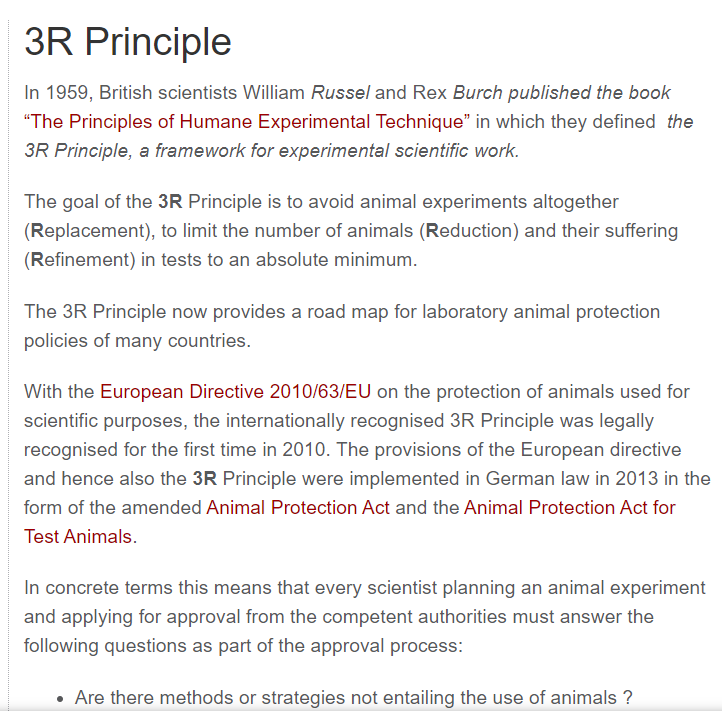 3R Principle
In 1959, British scientists William Russel and Rex Burch published the book
“The Principles of Humane Experimental Technique” in which they defined  the
3R Principle, a framework for experimental scientific work.
The goal of the 3R Principle is to avoid animal experiments altogether
(Replacement), to limit the number of animals (Reduction) and their suffering
(Refinement) in tests to an absolute minimum.
The 3R Principle now provides a road map for laboratory animal protection
policies of many countries.
With the European Directive 2010/63/EU on the protection of animals used for
scientific purposes, the internationally recognised 3R Principle was legally
recognised for the first time in 2010. The provisions of the European directive
and hence also the 3R Principle were implemented in German law in 2013 in the
form of the amended Animal Protection Act and the Animal Protection Act for
Test Animals.
In concrete terms this means that every scientist planning an animal experiment
and applying for approval from the competent authorities must answer the
following questions as part of the approval process:
• Are there methods or strategies not entailing the use of animals ?